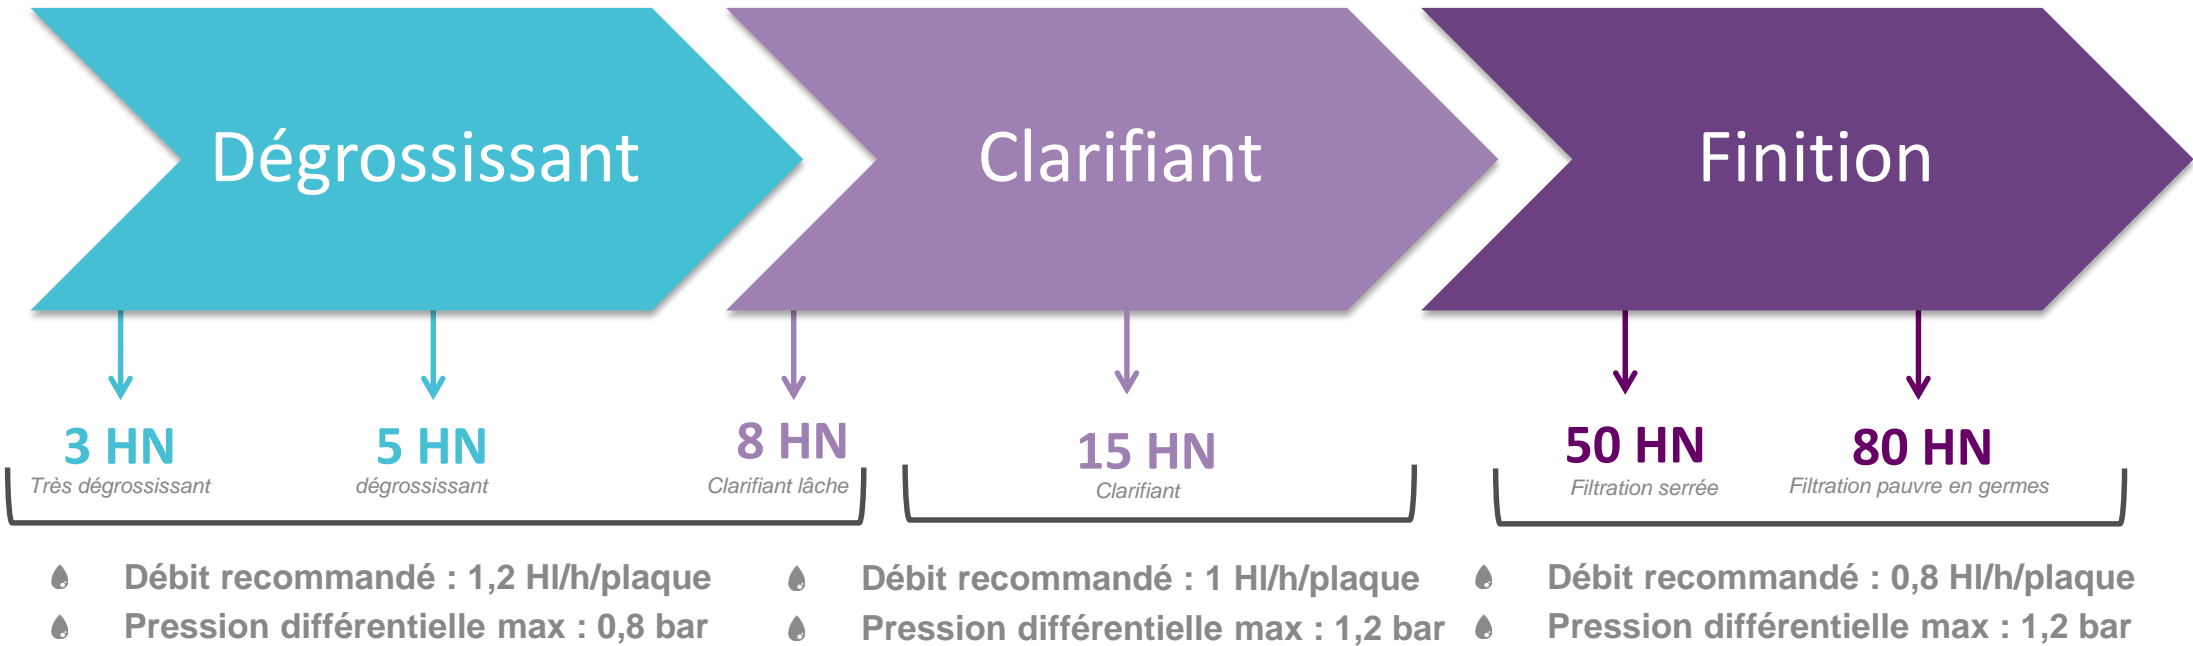 Dégrossissant
Clarifiant
Finition
3 HN
Très dégrossissant
5 HN
dégrossissant
8 HN
Clarifiant lâche
15 HN
Clarifiant
50 HN
Filtration serrée
80 HN
Filtration pauvre en germes
Débit recommandé : 1,2 Hl/h/plaque
Pression différentielle max : 0,8 bar
Débit recommandé : 1 Hl/h/plaque
Pression différentielle max : 1,2 bar
Débit recommandé : 0,8 Hl/h/plaque
Pression différentielle max : 1,2 bar